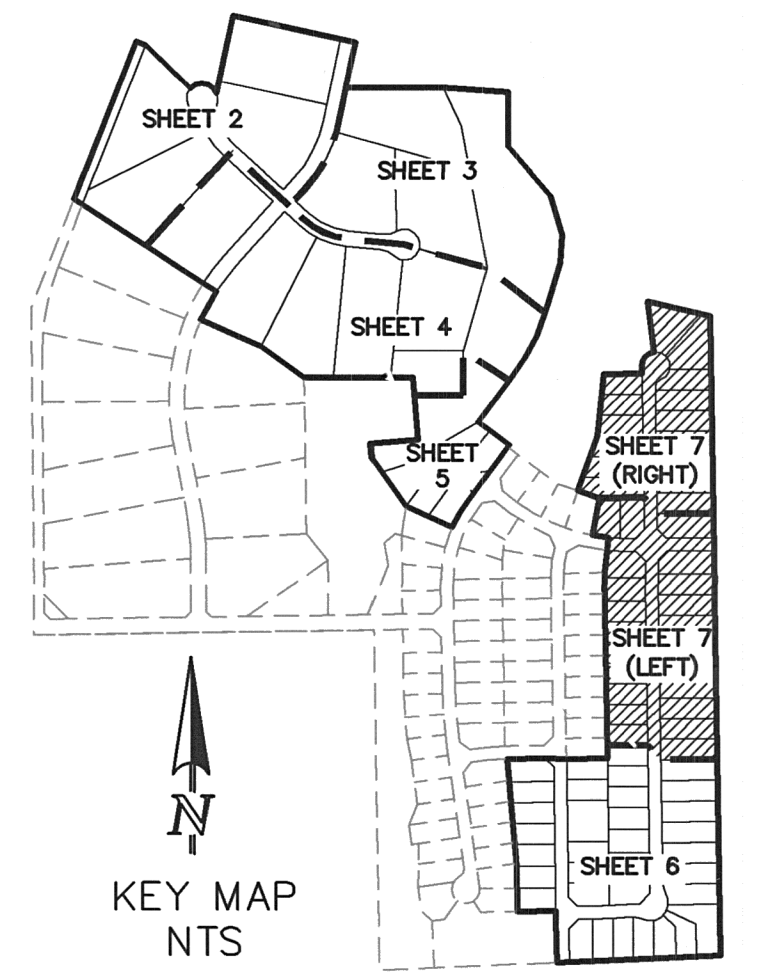 SHEET 2
SHEET 3
SHEET 4
SHEET
5
SHEET 7
(RIGHT)
SHEET 7
(LEFT)
SHEET 6
N
KEY MAP
NTS